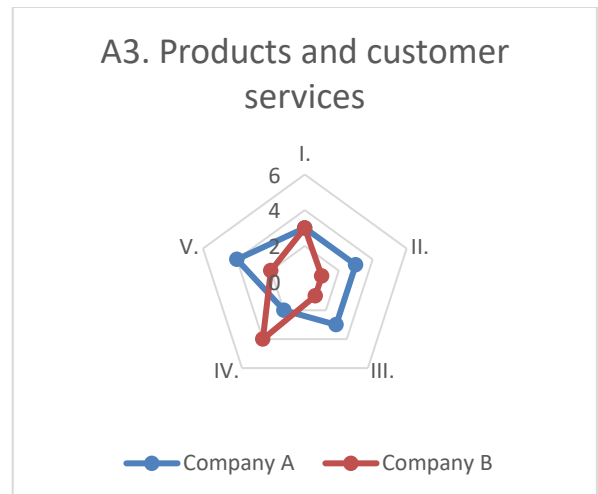 A3. Products and customer
services
I.
6
4
2
0
V.
II.
IV.
III.
Company A
Company B